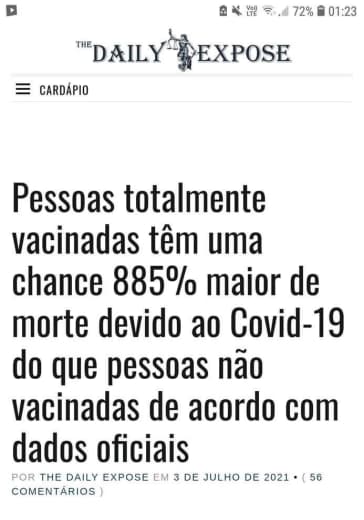 72% 01:23
THE DAILY EXPOSE
CARDÁPIO
Pessoas totalmente
vacinadas têm uma
chance 885% maior de
morte devido ao Covid-19
do que pessoas não
vacinadas de acordo com
dados oficiais
POR THE DAILY EXPOSE EM 3 DE JULHO DE 2021 • ( 56
COMENTÁRIOS )